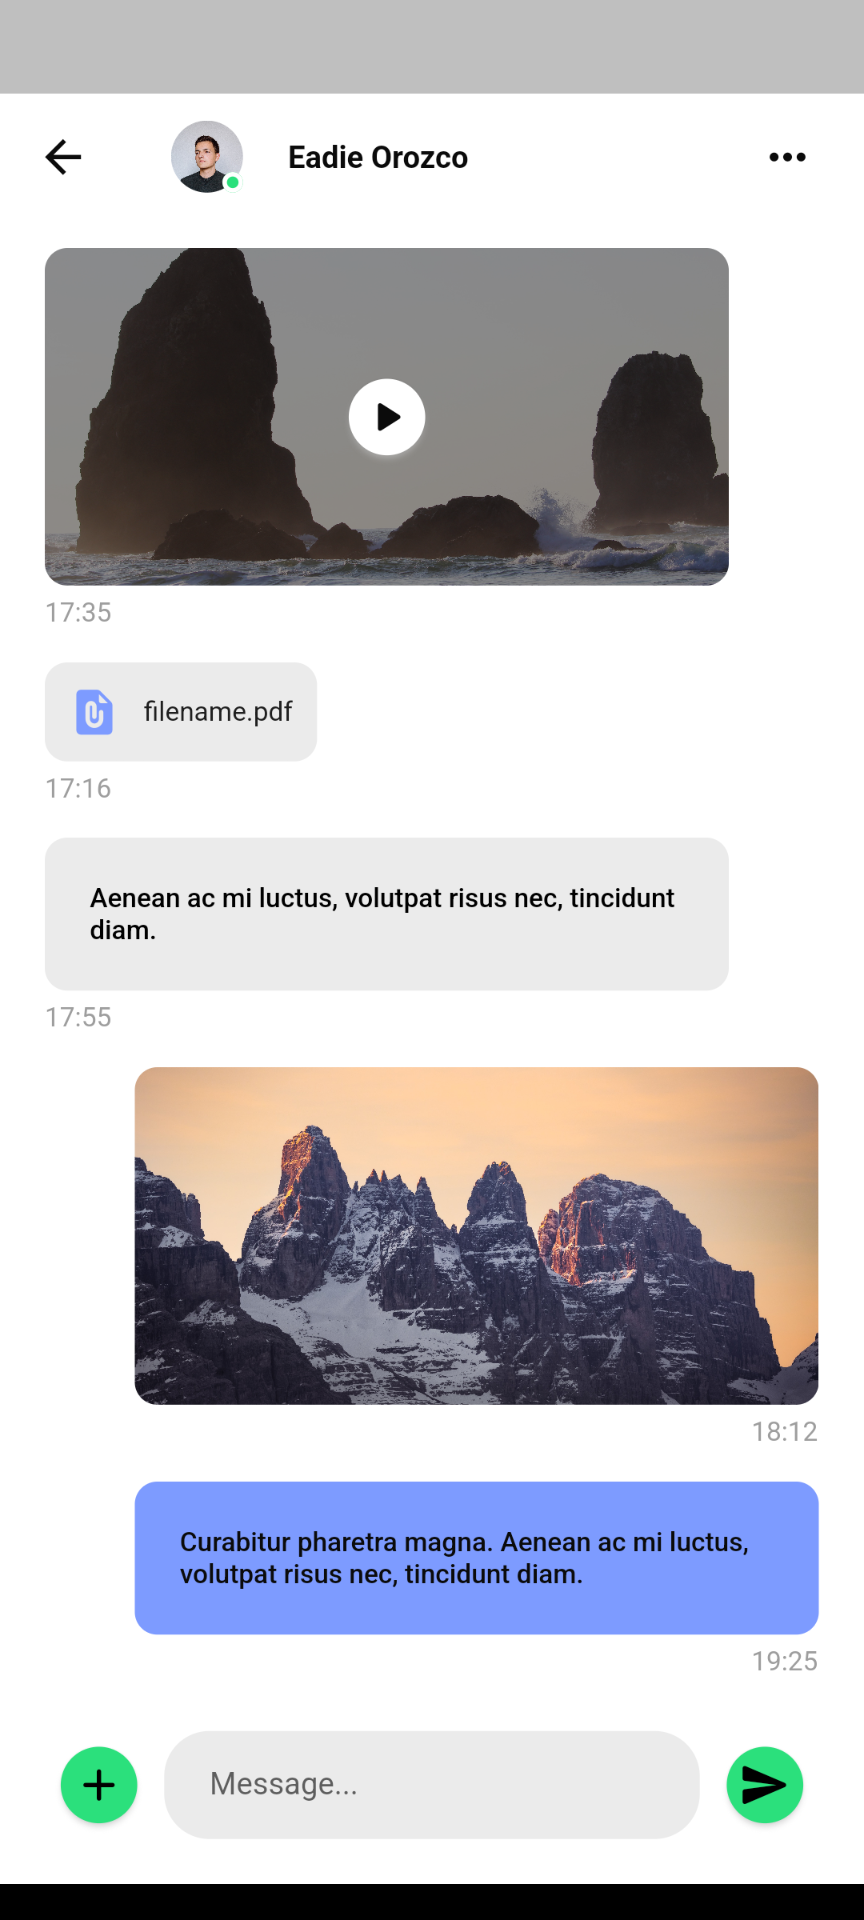 Eadie Orozco
17:35
filename.pdf
17:16
Aenean ac mi luctus, volutpat risus nec, tincidunt
diam.
17:55
18:12
Curabitur pharetra magna. Aenean ac mi luctus,
volutpat risus nec, tincidunt diam.
19:25
Message...